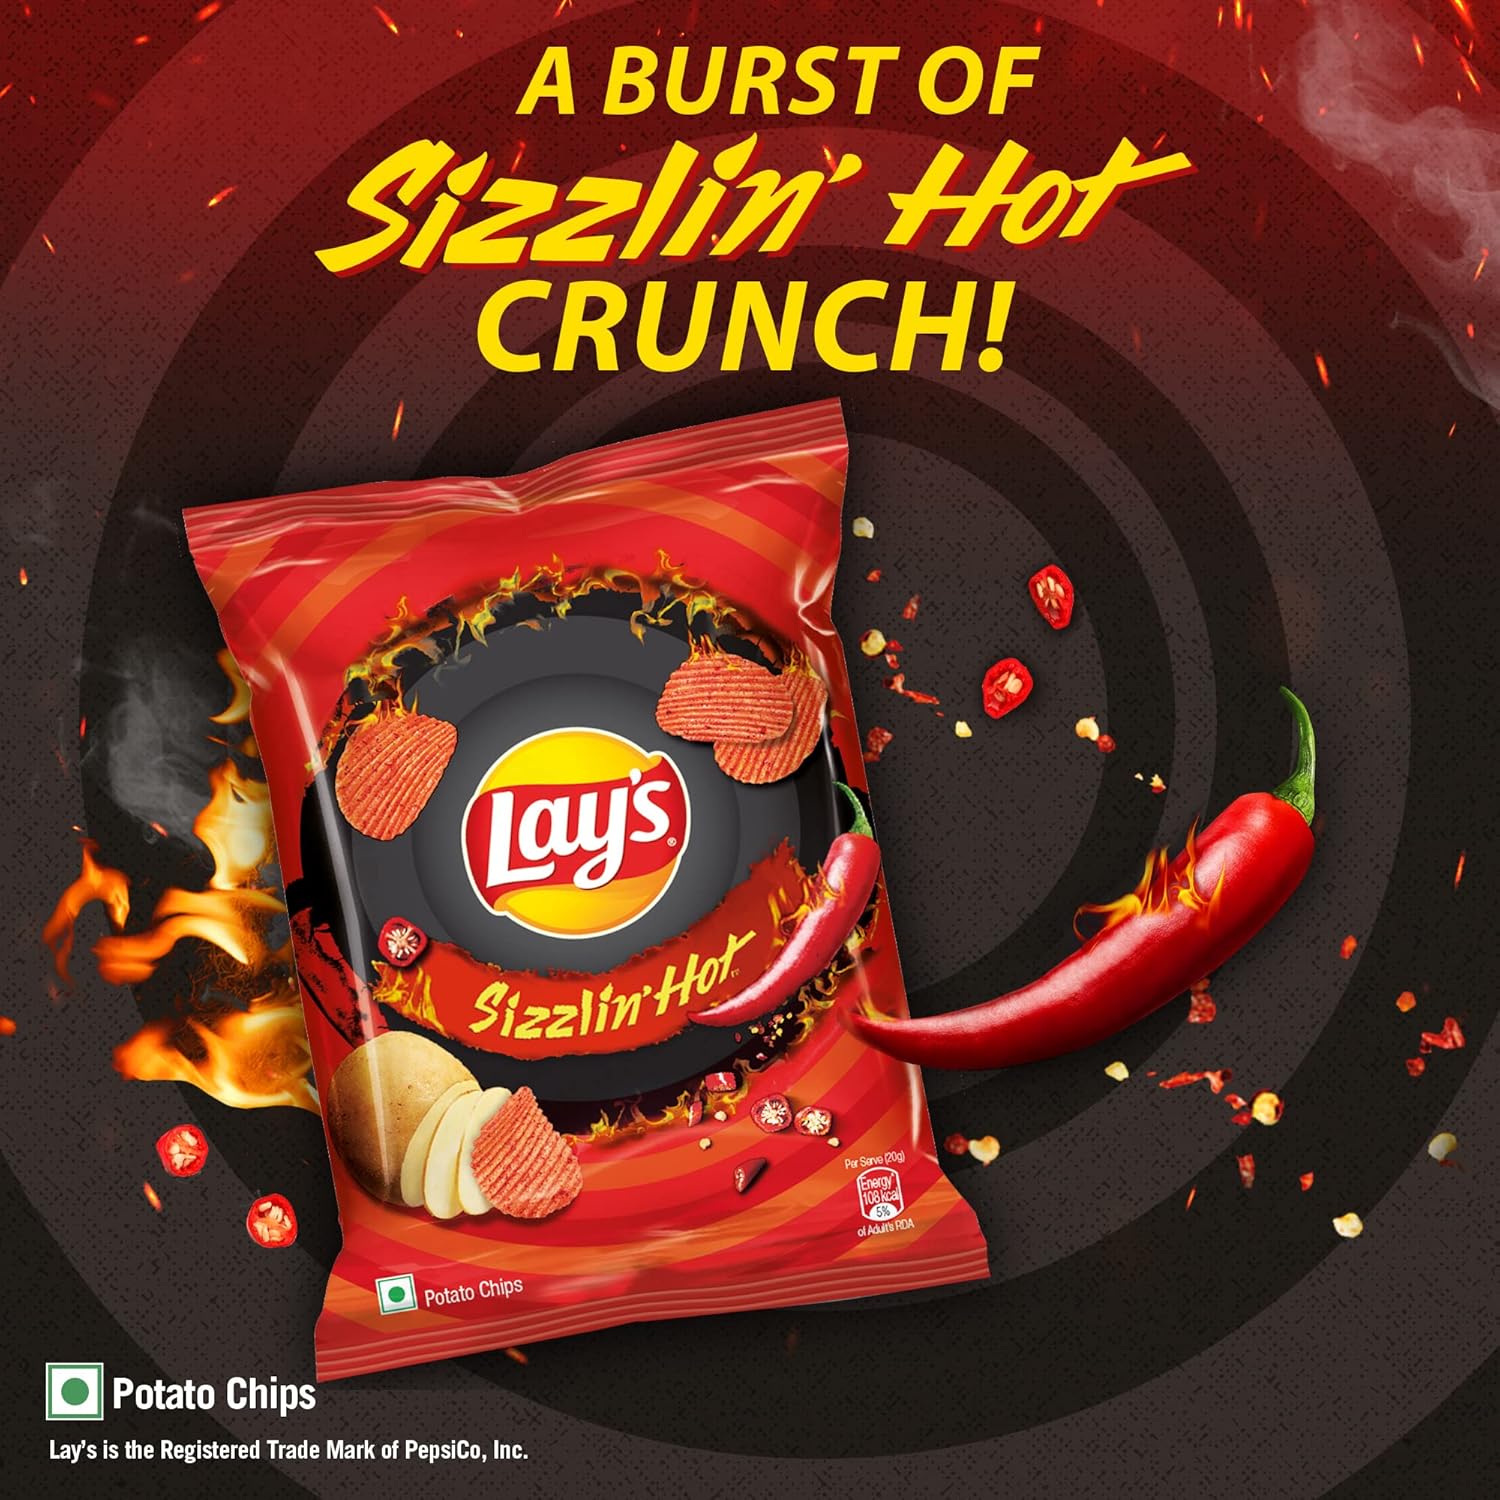 A BURST OF
Sizzlin' Hot
CRUNCH!
Lay's®
Sizzlin' Hot™
Per Serve (20g)
Energy*
108 kcal
5%
of Adult's RDA
Potato Chips
Potato Chips
Lay's is the Registered Trade Mark of PepsiCo, Inc.